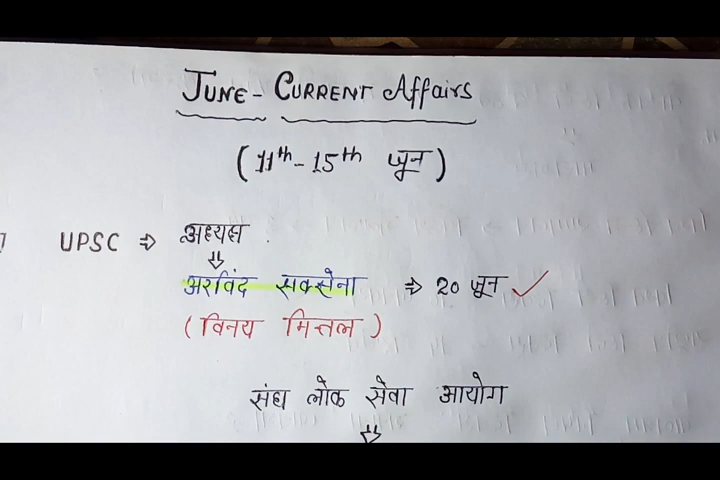 JUNE - CURRENT Affairs
(11th - 15th जून)
UPSC ⇒ अध्यक्ष
⇓
अरविंद सक्सेना ⇒ 20 जून ✓
(विनय मित्तल)
संघ लोक सेवा आयोग
⇓